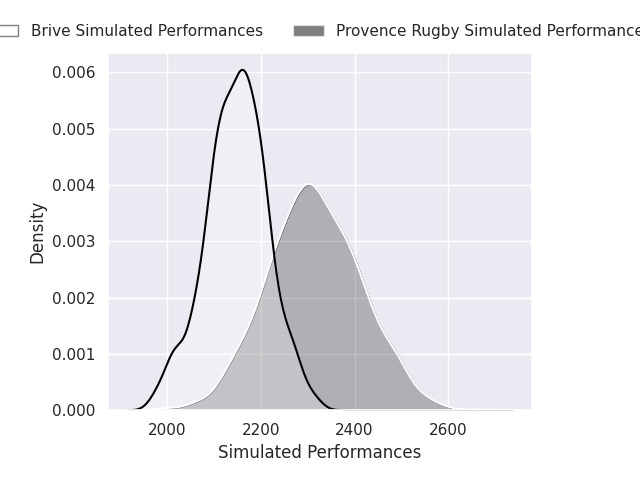 Brive Simulated Performances
Provence Rugby Simulated Performance
0.006
0.005
0.004
0.003
0.002
0.001
0.000
Density
2000 2200 2400 2600
Simulated Performances